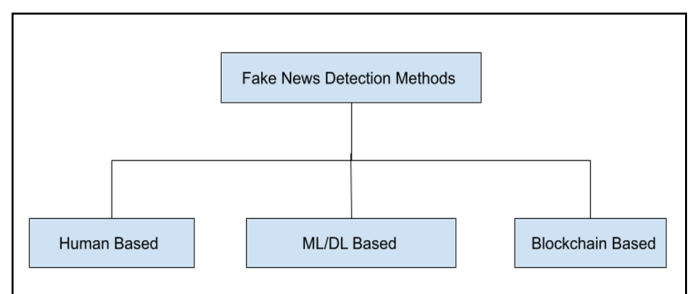 Fake News Detection Methods
Human Based
ML/DL Based
Blockchain Based